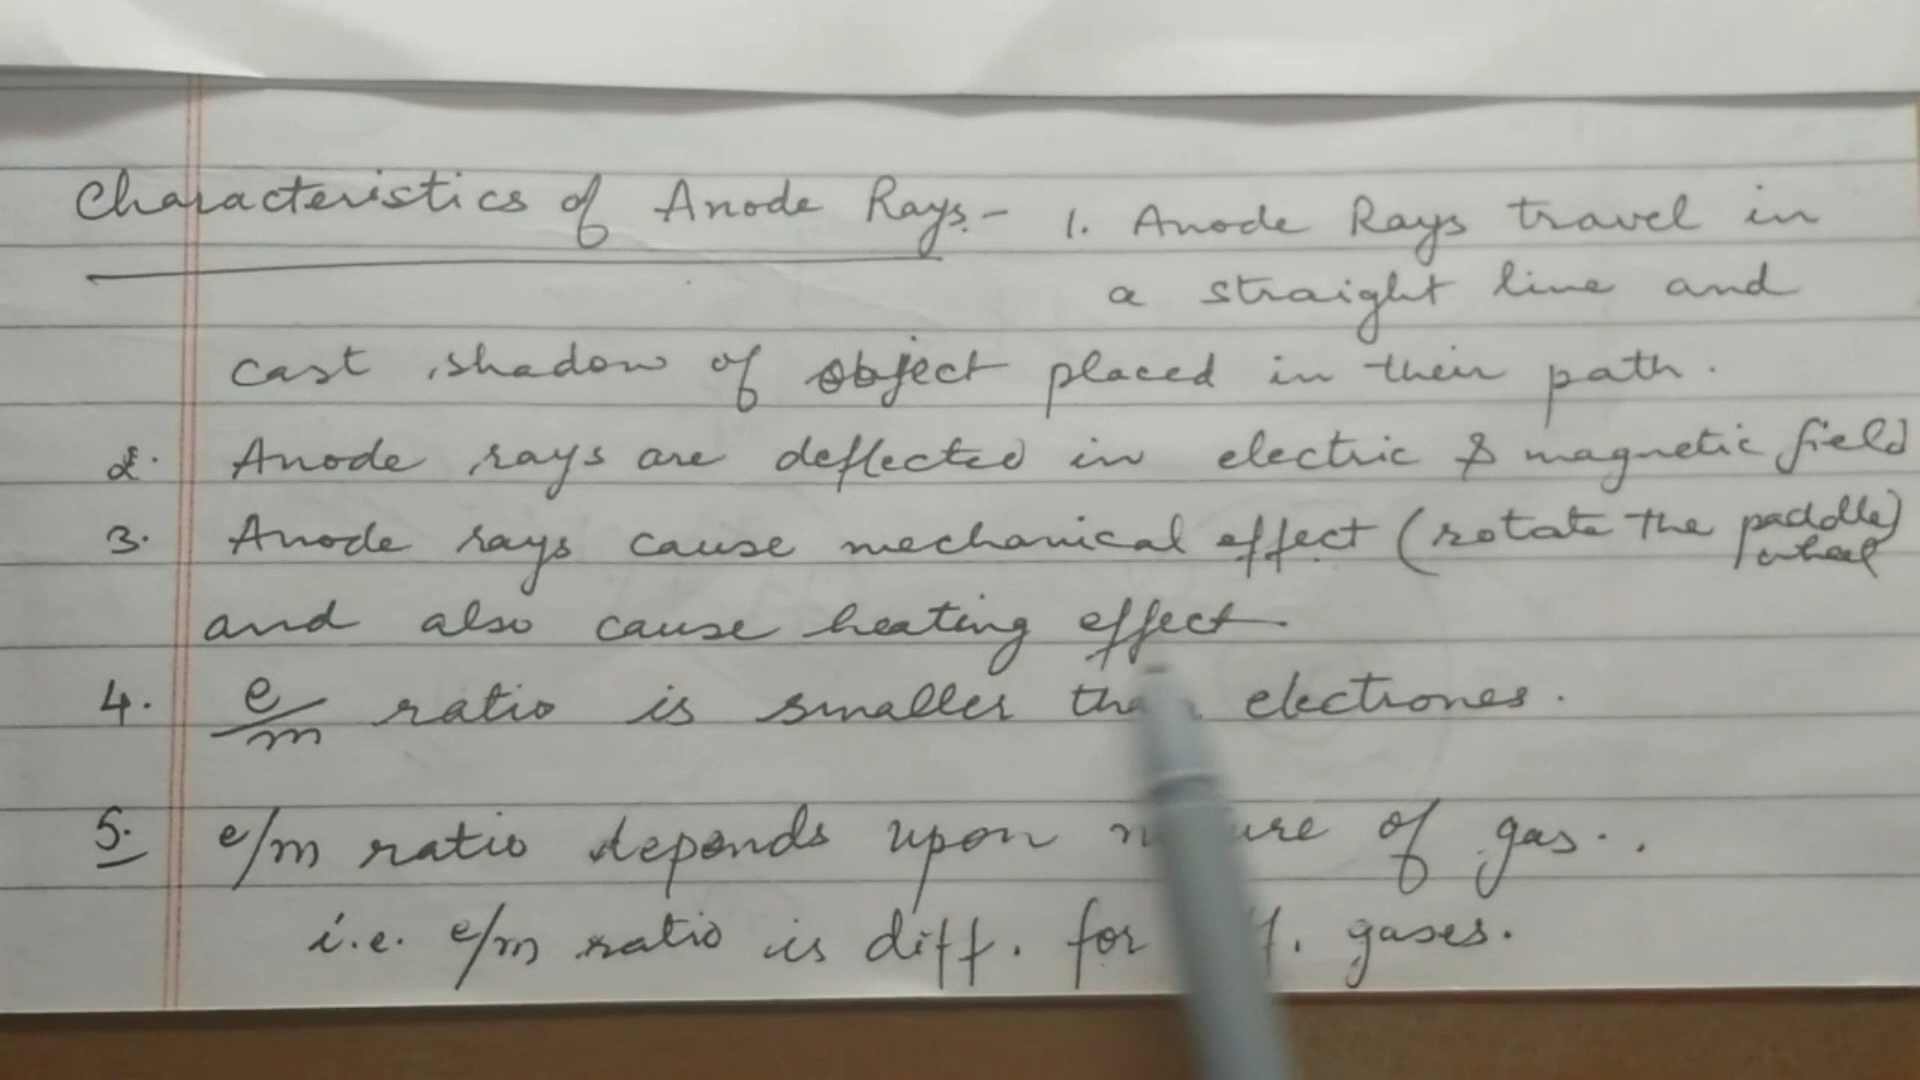 Characteristics of Anode Rays.- 1. Anode Rays travel in
a straight line and
cast shadow of object placed in their path.
2. Anode rays are deflected in electric & magnetic field
3. Anode rays cause mechanical effect (rotate the paddle)
wheel
and also cause heating effect.
4. e/m ratio is smaller than electrones.
5. e/m ratio depends upon nature of gas..
i.e. e/m ratio is diff. for gases.